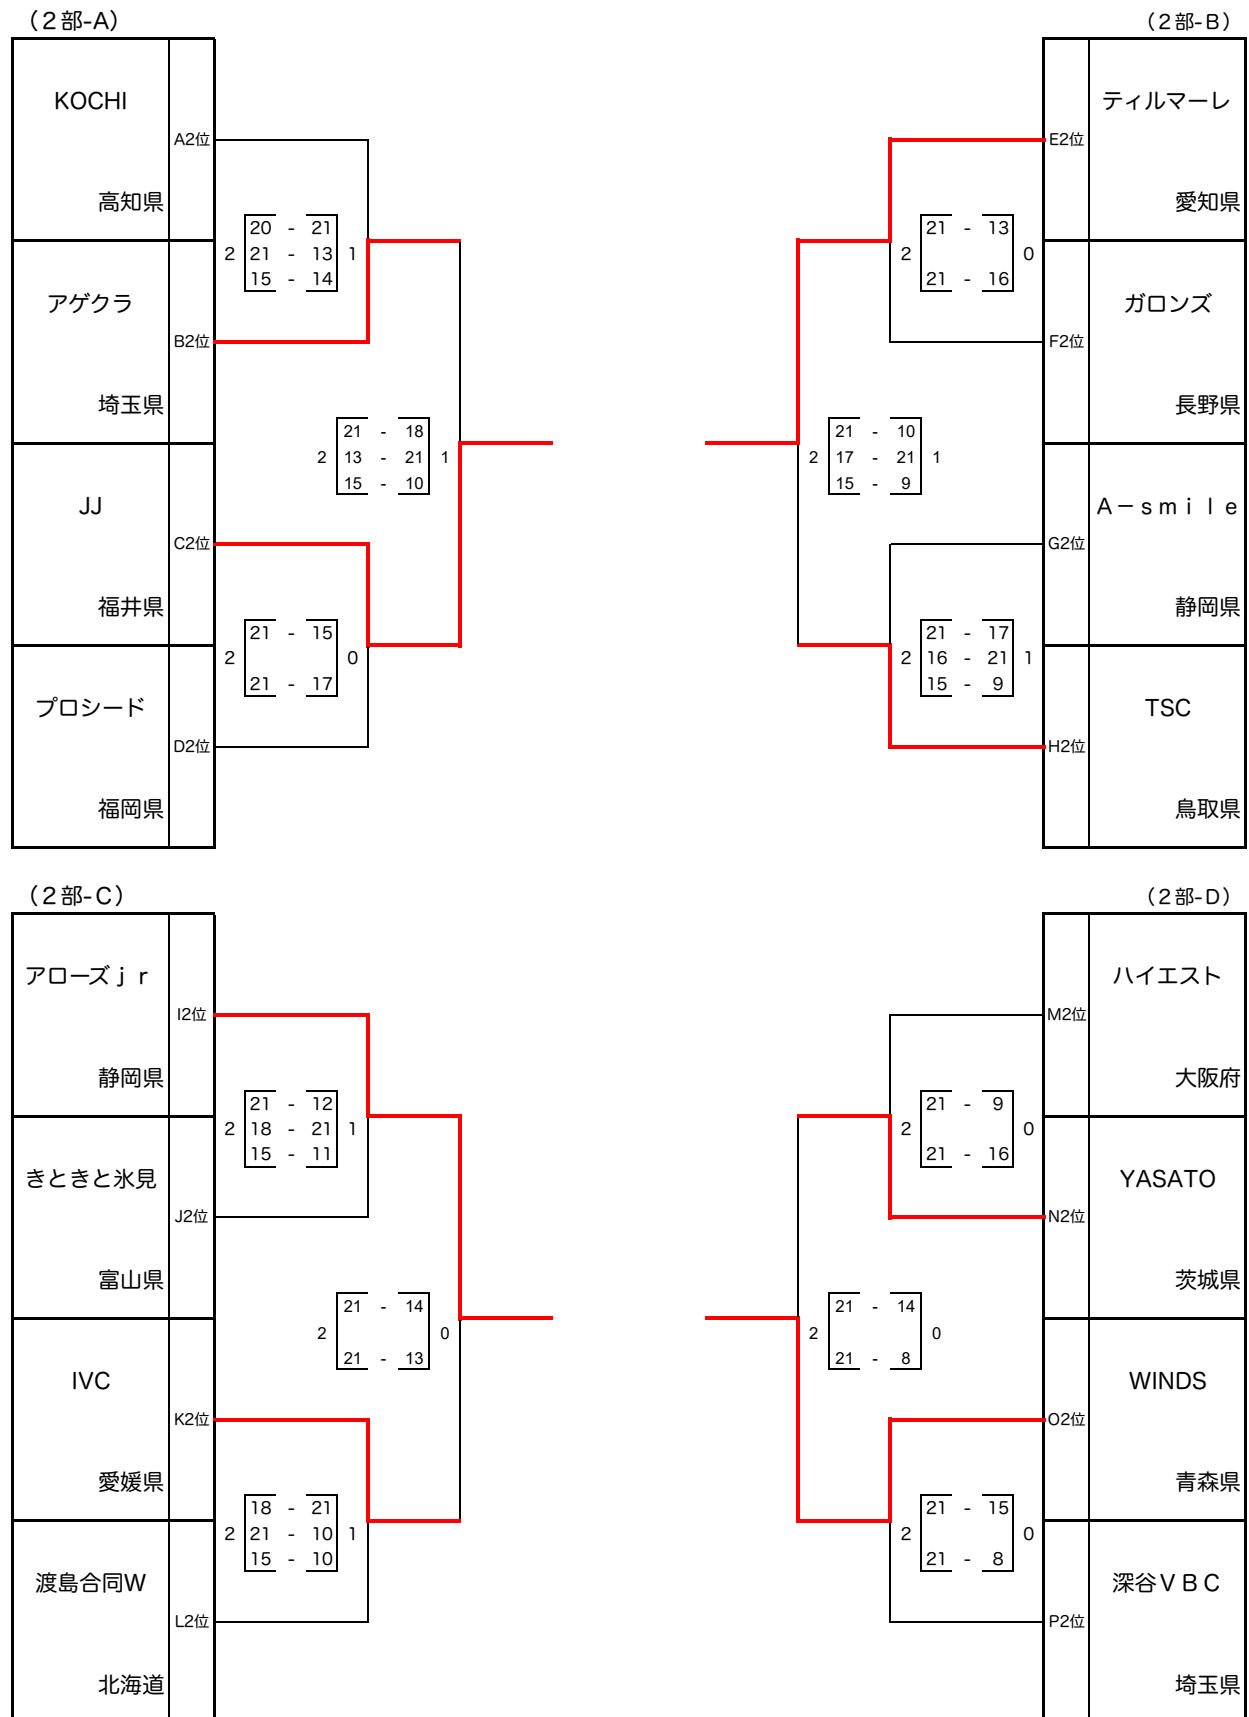 （２部-A）
KOCHI
A2位
高知県
20 - 21
2 21 - 13 1
15 - 14
アゲクラ
B2位
埼玉県
21 - 18
2 13 - 21 1
15 - 10
JJ
C2位
福井県
21 - 15
2 0
21 - 17
プロシード
D2位
福岡県
（２部-B）
ティルマーレ
E2位
愛知県
21 - 13
2 0
21 - 16
ガロンズ
F2位
長野県
21 - 10
2 17 - 21 1
15 - 9
A－ｓｍｉｌｅ
G2位
静岡県
21 - 17
2 16 - 21 1
15 - 9
TSC
H2位
鳥取県
（２部-C）
アローズｊｒ
I2位
静岡県
21 - 12
2 18 - 21 1
15 - 11
きときと氷見
J2位
富山県
21 - 14
2 0
21 - 13
IVC
K2位
愛媛県
18 - 21
2 21 - 10 1
15 - 10
渡島合同W
L2位
北海道
（２部-D）
ハイエスト
M2位
大阪府
21 - 9
2 0
21 - 16
YASATO
N2位
茨城県
21 - 14
2 0
21 - 8
WINDS
O2位
青森県
21 - 15
2 0
21 - 8
深谷ＶＢＣ
P2位
埼玉県